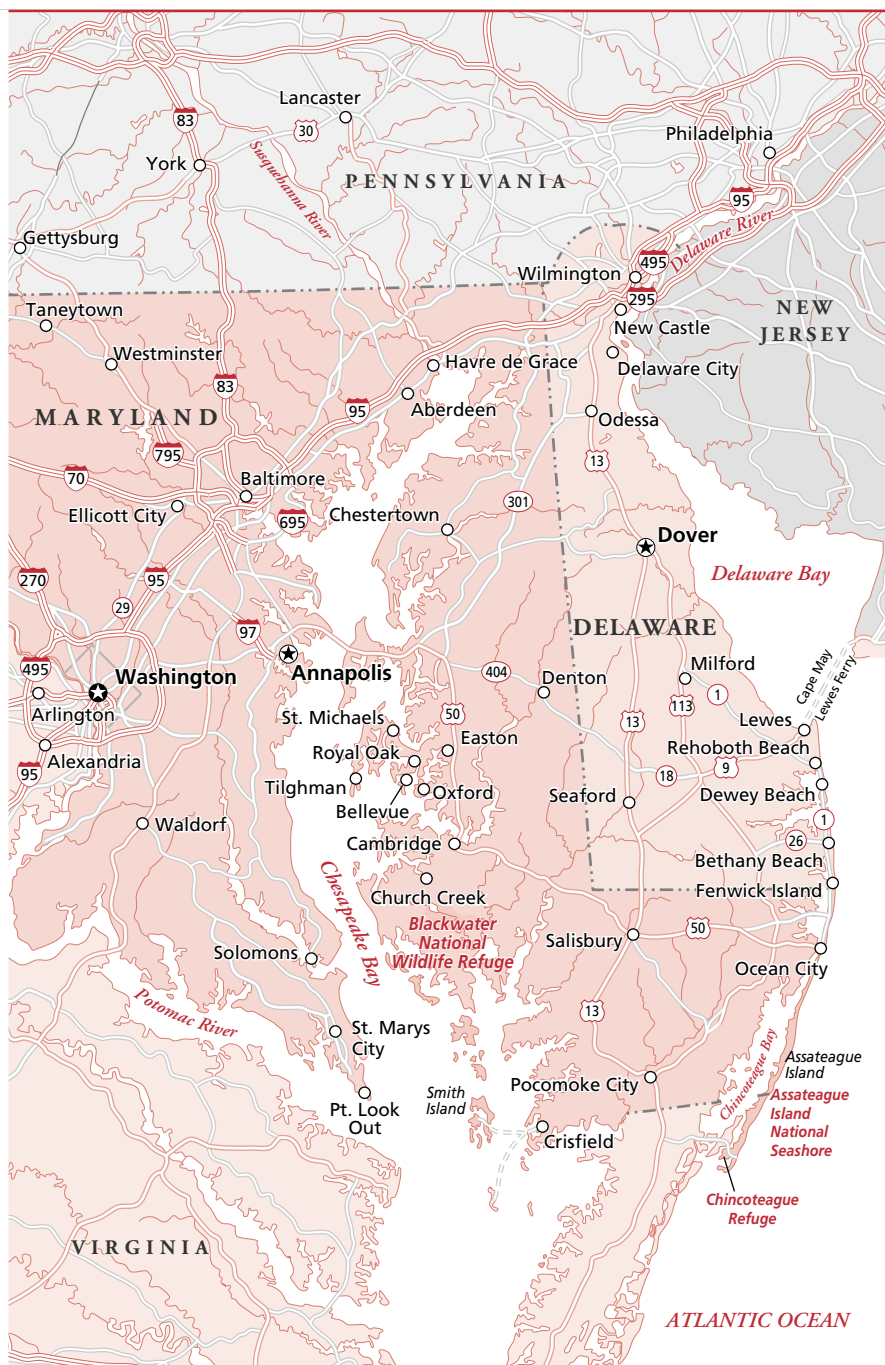 Lancaster
83
30
Philadelphia
York
Susquehanna River
PENNSYLVANIA
95
Gettysburg
Delaware River
495
Wilmington
295
Taneytown
NEW
JERSEY
New Castle
Westminster
Havre de Grace
Delaware City
83
MARYLAND
95
Aberdeen
Odessa
795
13
70
Baltimore
301
Ellicott City
695
Chestertown
Dover
270
95
Delaware Bay
29
97
DELAWARE
495
Washington
Annapolis
404
Milford
Cape May
Lewes Ferry
Arlington
Denton
1
St. Michaels
50
113
Lewes
13
Easton
Alexandria
Royal Oak
Rehoboth Beach
95
Tilghman
18
9
Oxford
Seaford
Dewey Beach
Bellevue
1
Waldorf
Cambridge
26
Bethany Beach
Chesapeake Bay
Church Creek
Fenwick Island
Blackwater
National
Wildlife Refuge
50
Salisbury
Solomons
Ocean City
Potomac River
13
St. Marys
City
Chincoteague Bay
Assateague
Island
Pocomoke City
Smith
Island
Assateague
Island
National
Seashore
Pt. Look
Out
Crisfield
Chincoteague
Refuge
VIRGINIA
ATLANTIC OCEAN